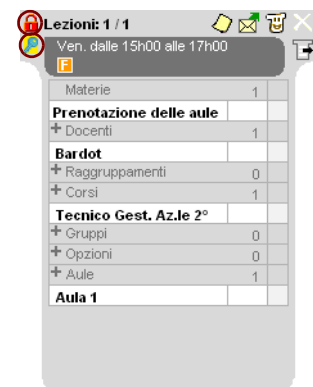 Lezioni: 1 / 1
Ven. dalle 15h00 alle 17h00
F
Materie 1
Prenotazione delle aule
+ Docenti 1
Bardot
+ Raggruppamenti 0
+ Corsi 1
Tecnico Gest. Az.le 2°
+ Gruppi 0
+ Opzioni 0
+ Aule 1
Aula 1